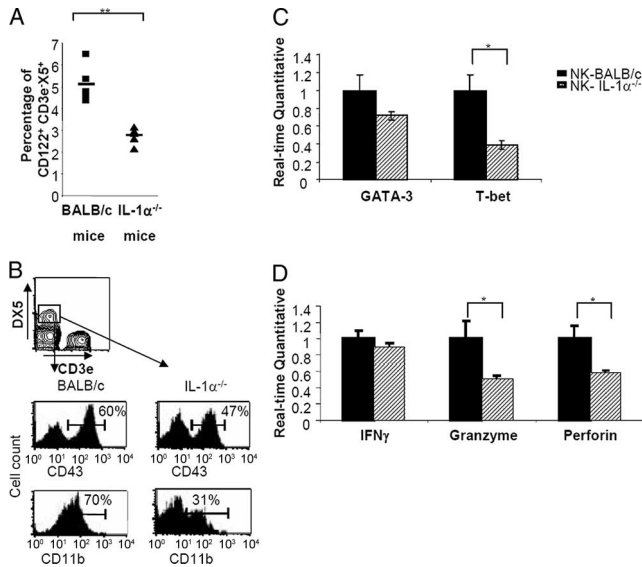 A
**
Percentage of
CD122⁺ CD3e⁻X5⁺
7
6
5
4
3
2
1
0
BALB/c IL-1α⁻/⁻
mice mice
B
DX5
CD3e
BALB/c IL-1α⁻/⁻
Cell count
60% 47%
10⁰ 10¹ 10² 10³ 10⁴ 10⁰ 10¹ 10² 10³ 10⁴
CD43 CD43
70% 31%
10⁰ 10¹ 10² 10³ 10⁴ 10⁰ 10¹ 10² 10³ 10⁴
CD11b CD11b
C
Real-time Quantitative
1.4
1.2
1
0.8
0.6
0.4
0.2
0
*
GATA-3 T-bet
NK-BALB/c
NK- IL-1α⁻/⁻
D
Real-time Quantitative
1.4
1.2
1
0.8
0.6
0.4
0.2
0
* *
IFNγ Granzyme Perforin